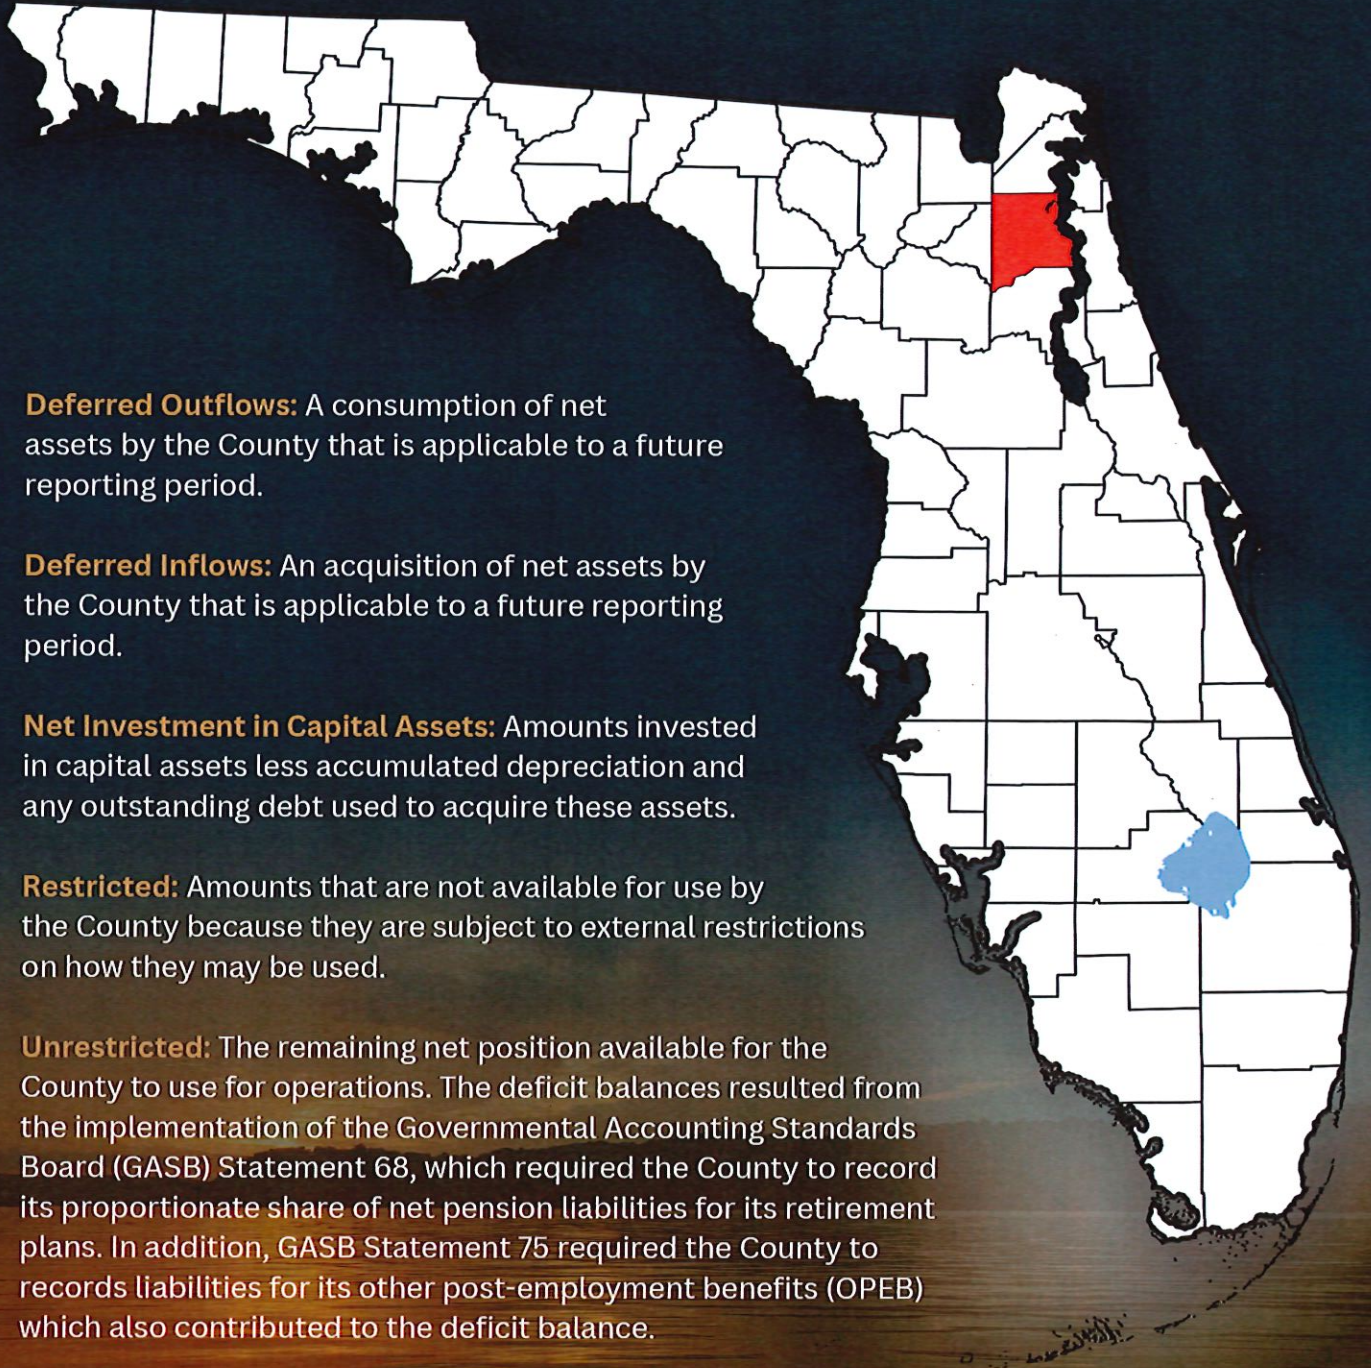 Deferred Outflows: A consumption of net
assets by the County that is applicable to a future
reporting period.
Deferred Inflows: An acquisition of net assets by
the County that is applicable to a future reporting
period.
Net Investment in Capital Assets: Amounts invested
in capital assets less accumulated depreciation and
any outstanding debt used to acquire these assets.
Restricted: Amounts that are not available for use by
the County because they are subject to external restrictions
on how they may be used.
Unrestricted: The remaining net position available for the
County to use for operations. The deficit balances resulted from
the implementation of the Governmental Accounting Standards
Board (GASB) Statement 68, which required the County to record
its proportionate share of net pension liabilities for its retirement
plans. In addition, GASB Statement 75 required the County to
records liabilities for its other post-employment benefits (OPEB)
which also contributed to the deficit balance.